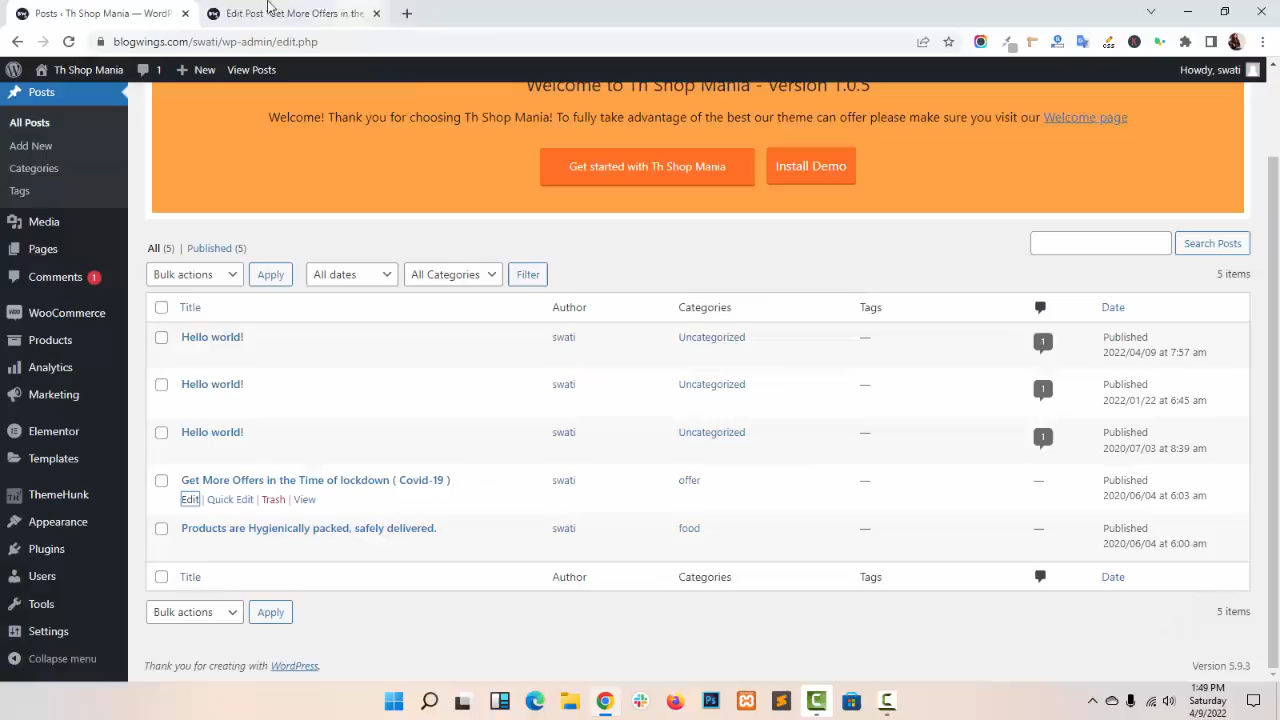 Posts ‹ Th Shop Mania — WordP
Edit Post ‹ Get More Offers in the
blogwings.com/swati/wp-admin/edit.php
Th Shop Mania
1
New
View Posts
Howdy, swati
Posts
All Posts
Add New
Categories
Tags
Media
Pages
Comments 1
WooCommerce
Products
Analytics
Marketing
Elementor
Templates
ThemeHunk
Appearance
Plugins
Users
Tools
Settings
Collapse menu
Welcome to Th Shop Mania - Version 1.0.5
Welcome! Thank you for choosing Th Shop Mania! To fully take advantage of the best our theme can offer please make sure you visit our Welcome page
Get started with Th Shop Mania
Install Demo
All (5) | Published (5)
Search Posts
Bulk actions
Apply
All dates
All Categories
Filter
5 items
Title
Author
Categories
Tags
Date
Hello world!
swati
Uncategorized
—
1
Published
2022/04/09 at 7:57 am
Hello world!
swati
Uncategorized
—
1
Published
2022/01/22 at 6:45 am
Hello world!
swati
Uncategorized
—
1
Published
2020/07/03 at 8:39 am
Get More Offers in the Time of lockdown ( Covid-19 )
Edit | Quick Edit | Trash | View
swati
offer
—
—
Published
2020/06/04 at 6:03 am
Products are Hygienically packed, safely delivered.
swati
food
—
—
Published
2020/06/04 at 6:00 am
Title
Author
Categories
Tags
Date
Bulk actions
Apply
5 items
Thank you for creating with WordPress.
Version 5.9.3
1:49 PM
Saturday
4/9/2022